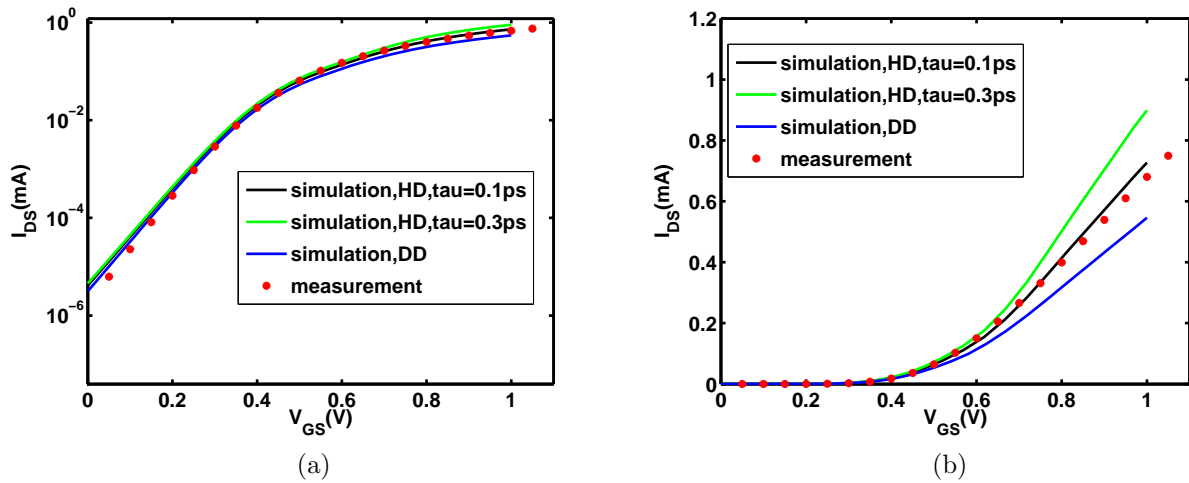 10^0
10^-2
10^-4
10^-6
I_DS(mA)
0 0.2 0.4 0.6 0.8 1
V_GS(V)
simulation,HD,tau=0.1ps
simulation,HD,tau=0.3ps
simulation,DD
measurement
(a)
1.2
1
0.8
0.6
0.4
0.2
0
I_DS(mA)
0 0.2 0.4 0.6 0.8 1
V_GS(V)
simulation,HD,tau=0.1ps
simulation,HD,tau=0.3ps
simulation,DD
measurement
(b)